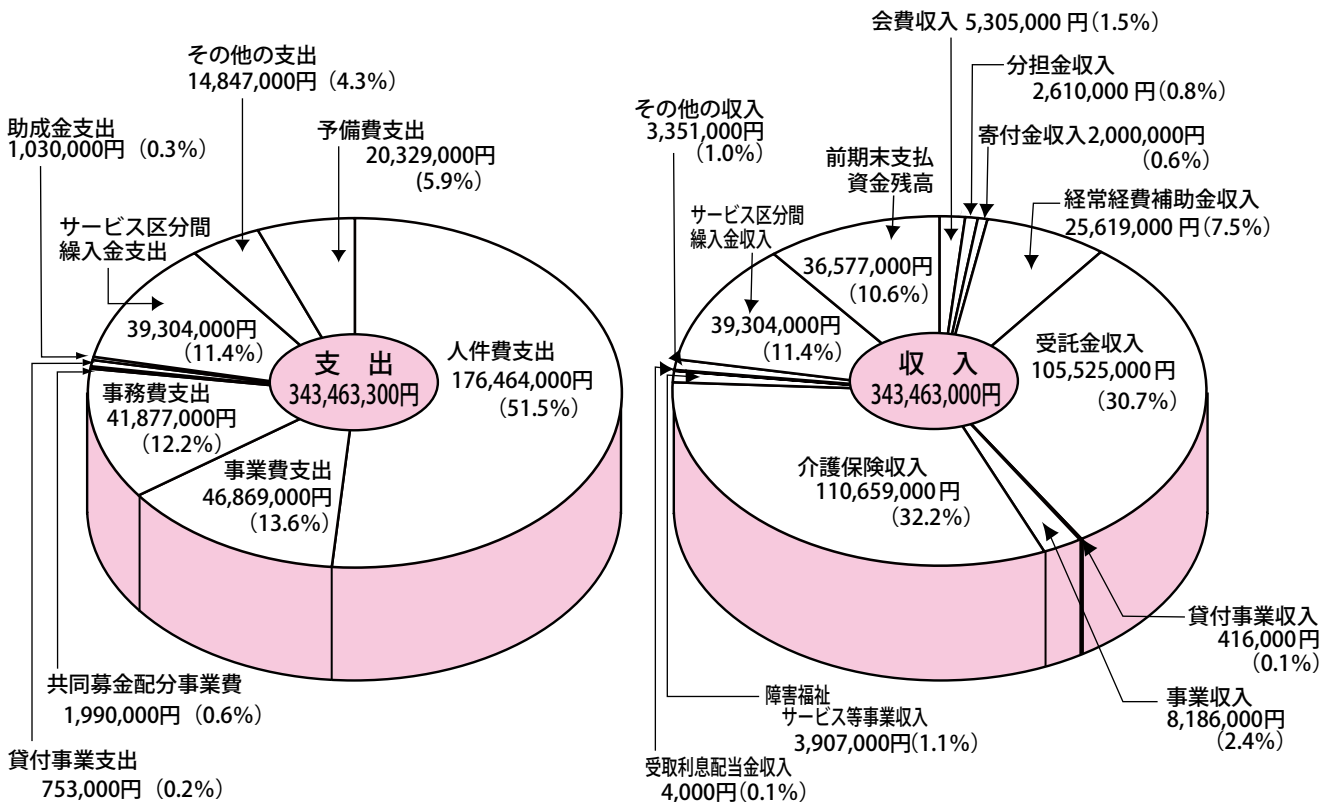 その他の支出
14,847,000円（4.3%）
助成金支出
1,030,000円（0.3%）
予備費支出
20,329,000円
(5.9%)
サービス区分間
繰入金支出
39,304,000円
（11.4%）
支 出
343,463,300円
人件費支出
176,464,000円
（51.5%）
事務費支出
41,877,000円
（12.2%）
事業費支出
46,869,000円
（13.6%）
共同募金配分事業費
1,990,000円（0.6%）
貸付事業支出
753,000円（0.2%）
会費収入 5,305,000 円（1.5%）
分担金収入
2,610,000 円（0.8%）
その他の収入
3,351,000円
（1.0%）
寄付金収入2,000,000円
（0.6%）
前期末支払
資金残高
36,577,000円
（10.6%）
経常経費補助金収入
25,619,000 円（7.5%）
サービス区分間
繰入金収入
39,304,000円
（11.4%）
収 入
343,463,000円
受託金収入
105,525,000 円
（30.7%）
介護保険収入
110,659,000 円
（32.2%）
貸付事業収入
416,000 円
（0.1%）
事業収入
8,186,000円
（2.4%）
障害福祉
サービス等事業収入
3,907,000円（1.1%）
受取利息配当金収入
4,000円（0.1%）